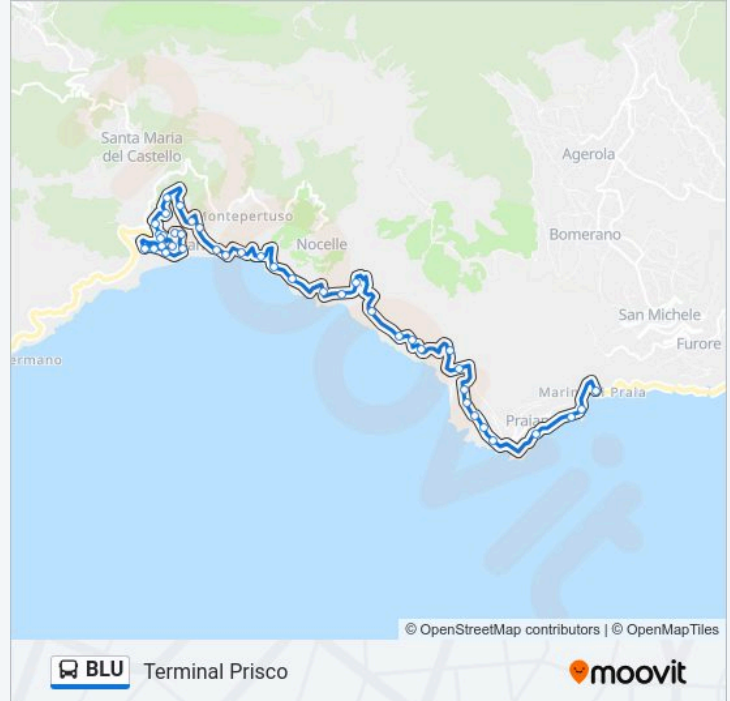 Santa Maria
del Castello
Agerola
Montepertuso
Nocelle
Bomerano
San Michele
Furore
ermano
Praia
© OpenStreetMap contributors | © OpenMapTiles
BLU Terminal Prisco
moovit